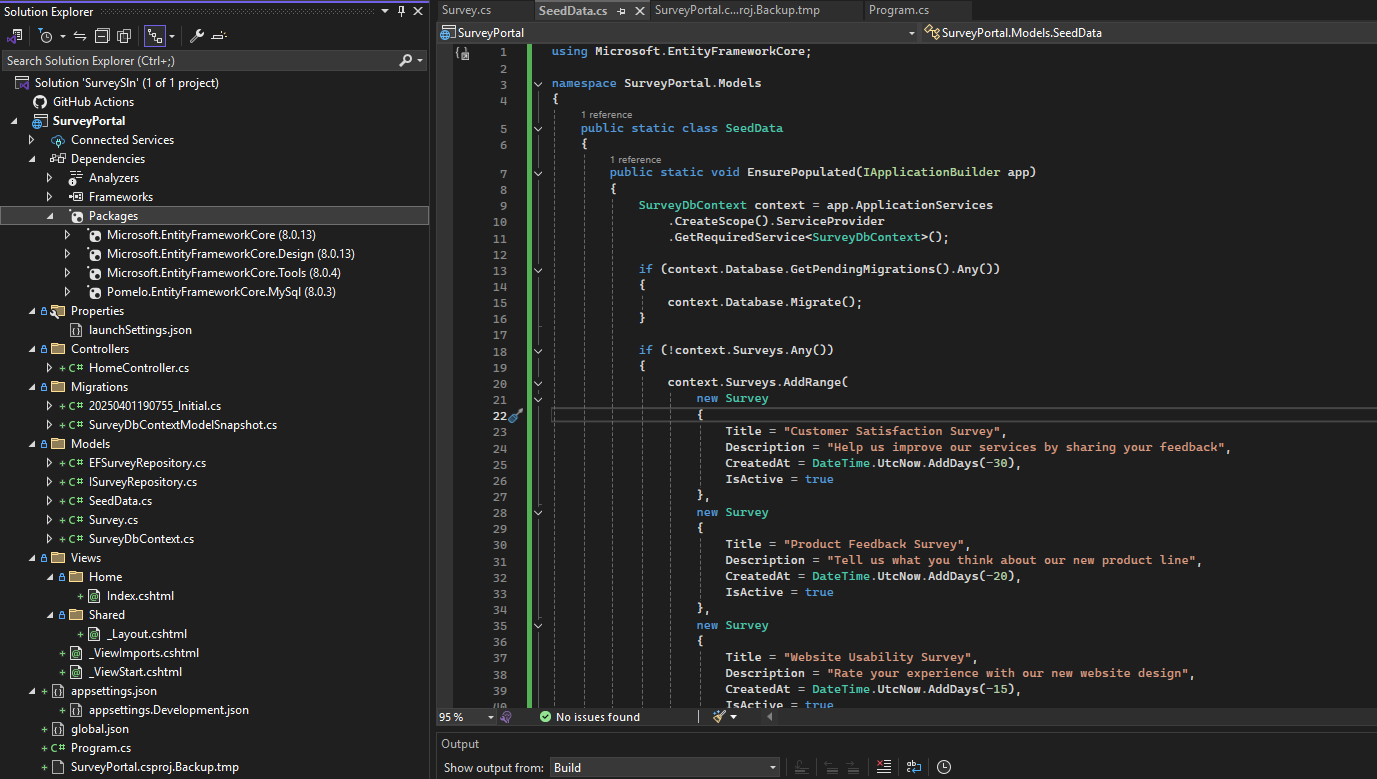 Solution Explorer
Search Solution Explorer (Ctrl+;)
Solution 'SurveySln' (1 of 1 project)
GitHub Actions
SurveyPortal
Connected Services
Dependencies
Analyzers
Frameworks
Packages
Microsoft.EntityFrameworkCore (8.0.13)
Microsoft.EntityFrameworkCore.Design (8.0.13)
Microsoft.EntityFrameworkCore.Tools (8.0.4)
Pomelo.EntityFrameworkCore.MySql (8.0.3)
Properties
launchSettings.json
Controllers
C# HomeController.cs
Migrations
C# 20250401190755_Initial.cs
C# SurveyDbContextModelSnapshot.cs
Models
C# EFSurveyRepository.cs
C# ISurveyRepository.cs
C# SeedData.cs
C# Survey.cs
C# SurveyDbContext.cs
Views
Home
Index.cshtml
Shared
_Layout.cshtml
_ViewImports.cshtml
_ViewStart.cshtml
appsettings.json
appsettings.Development.json
global.json
C# Program.cs
SurveyPortal.csproj.Backup.tmp
Survey.cs SeedData.cs SurveyPortal.c...roj.Backup.tmp Program.cs
SurveyPortal SurveyPortal.Models.SeedData
1 using Microsoft.EntityFrameworkCore;
2
3 namespace SurveyPortal.Models
4 {
1 reference
5 public static class SeedData
6 {
1 reference
7 public static void EnsurePopulated(IApplicationBuilder app)
8 {
9 SurveyDbContext context = app.ApplicationServices
10 .CreateScope().ServiceProvider
11 .GetRequiredService<SurveyDbContext>();
12
13 if (context.Database.GetPendingMigrations().Any())
14 {
15 context.Database.Migrate();
16 }
17
18 if (!context.Surveys.Any())
19 {
20 context.Surveys.AddRange(
21 new Survey
22 {
23 Title = "Customer Satisfaction Survey",
24 Description = "Help us improve our services by sharing your feedback",
25 CreatedAt = DateTime.UtcNow.AddDays(-30),
26 IsActive = true
27 },
28 new Survey
29 {
30 Title = "Product Feedback Survey",
31 Description = "Tell us what you think about our new product line",
32 CreatedAt = DateTime.UtcNow.AddDays(-20),
33 IsActive = true
34 },
35 new Survey
36 {
37 Title = "Website Usability Survey",
38 Description = "Rate your experience with our new website design",
39 CreatedAt = DateTime.UtcNow.AddDays(-15),
40 IsActive = true
95 % No issues found
Output
Show output from: Build